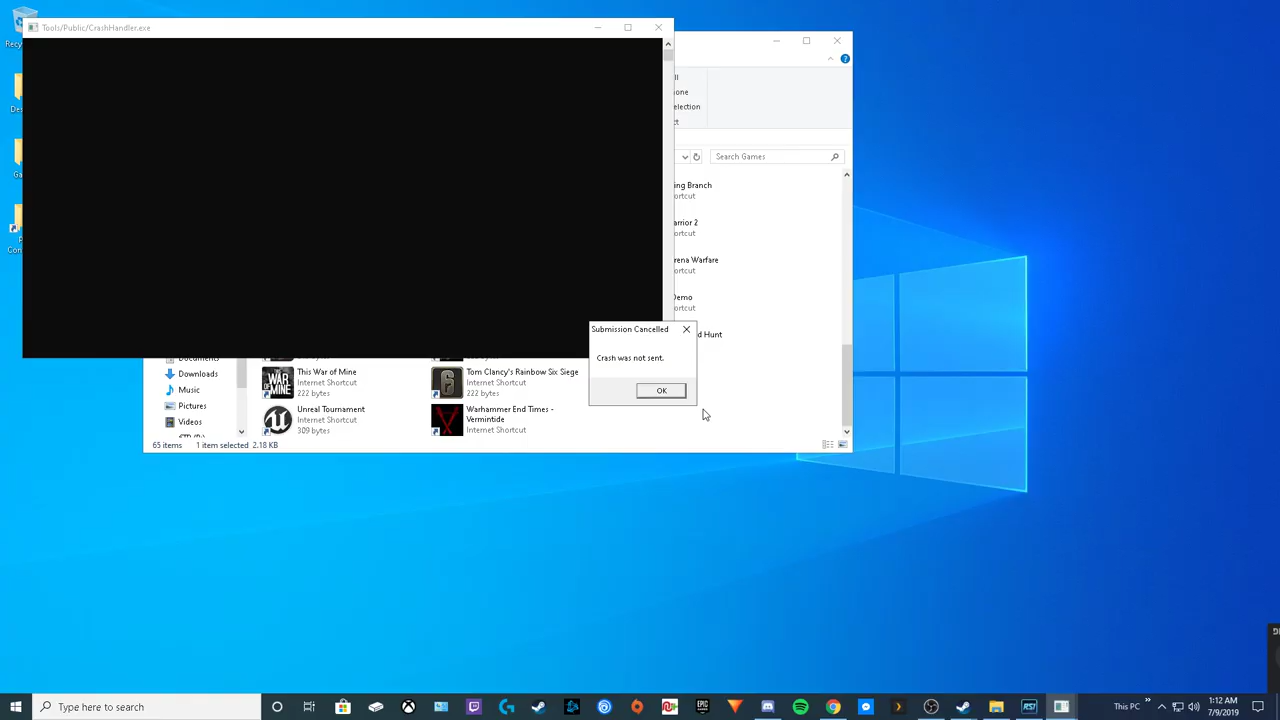 Tools/Public/CrashHandler.exe
Search Games
Submission Cancelled
Crash was not sent.
OK
Downloads
Music
Pictures
Videos
This War of Mine
Internet Shortcut
222 bytes
Tom Clancy's Rainbow Six Siege
Internet Shortcut
222 bytes
Unreal Tournament
Internet Shortcut
309 bytes
Warhammer End Times -
Vermintide
Internet Shortcut
ing Branch
ortcut
arrior 2
ortcut
rena Warfare
ortcut
Demo
ortcut
d Hunt
65 items 1 item selected 2.18 KB
Type here to search
This PC
1:12 AM
7/9/2019